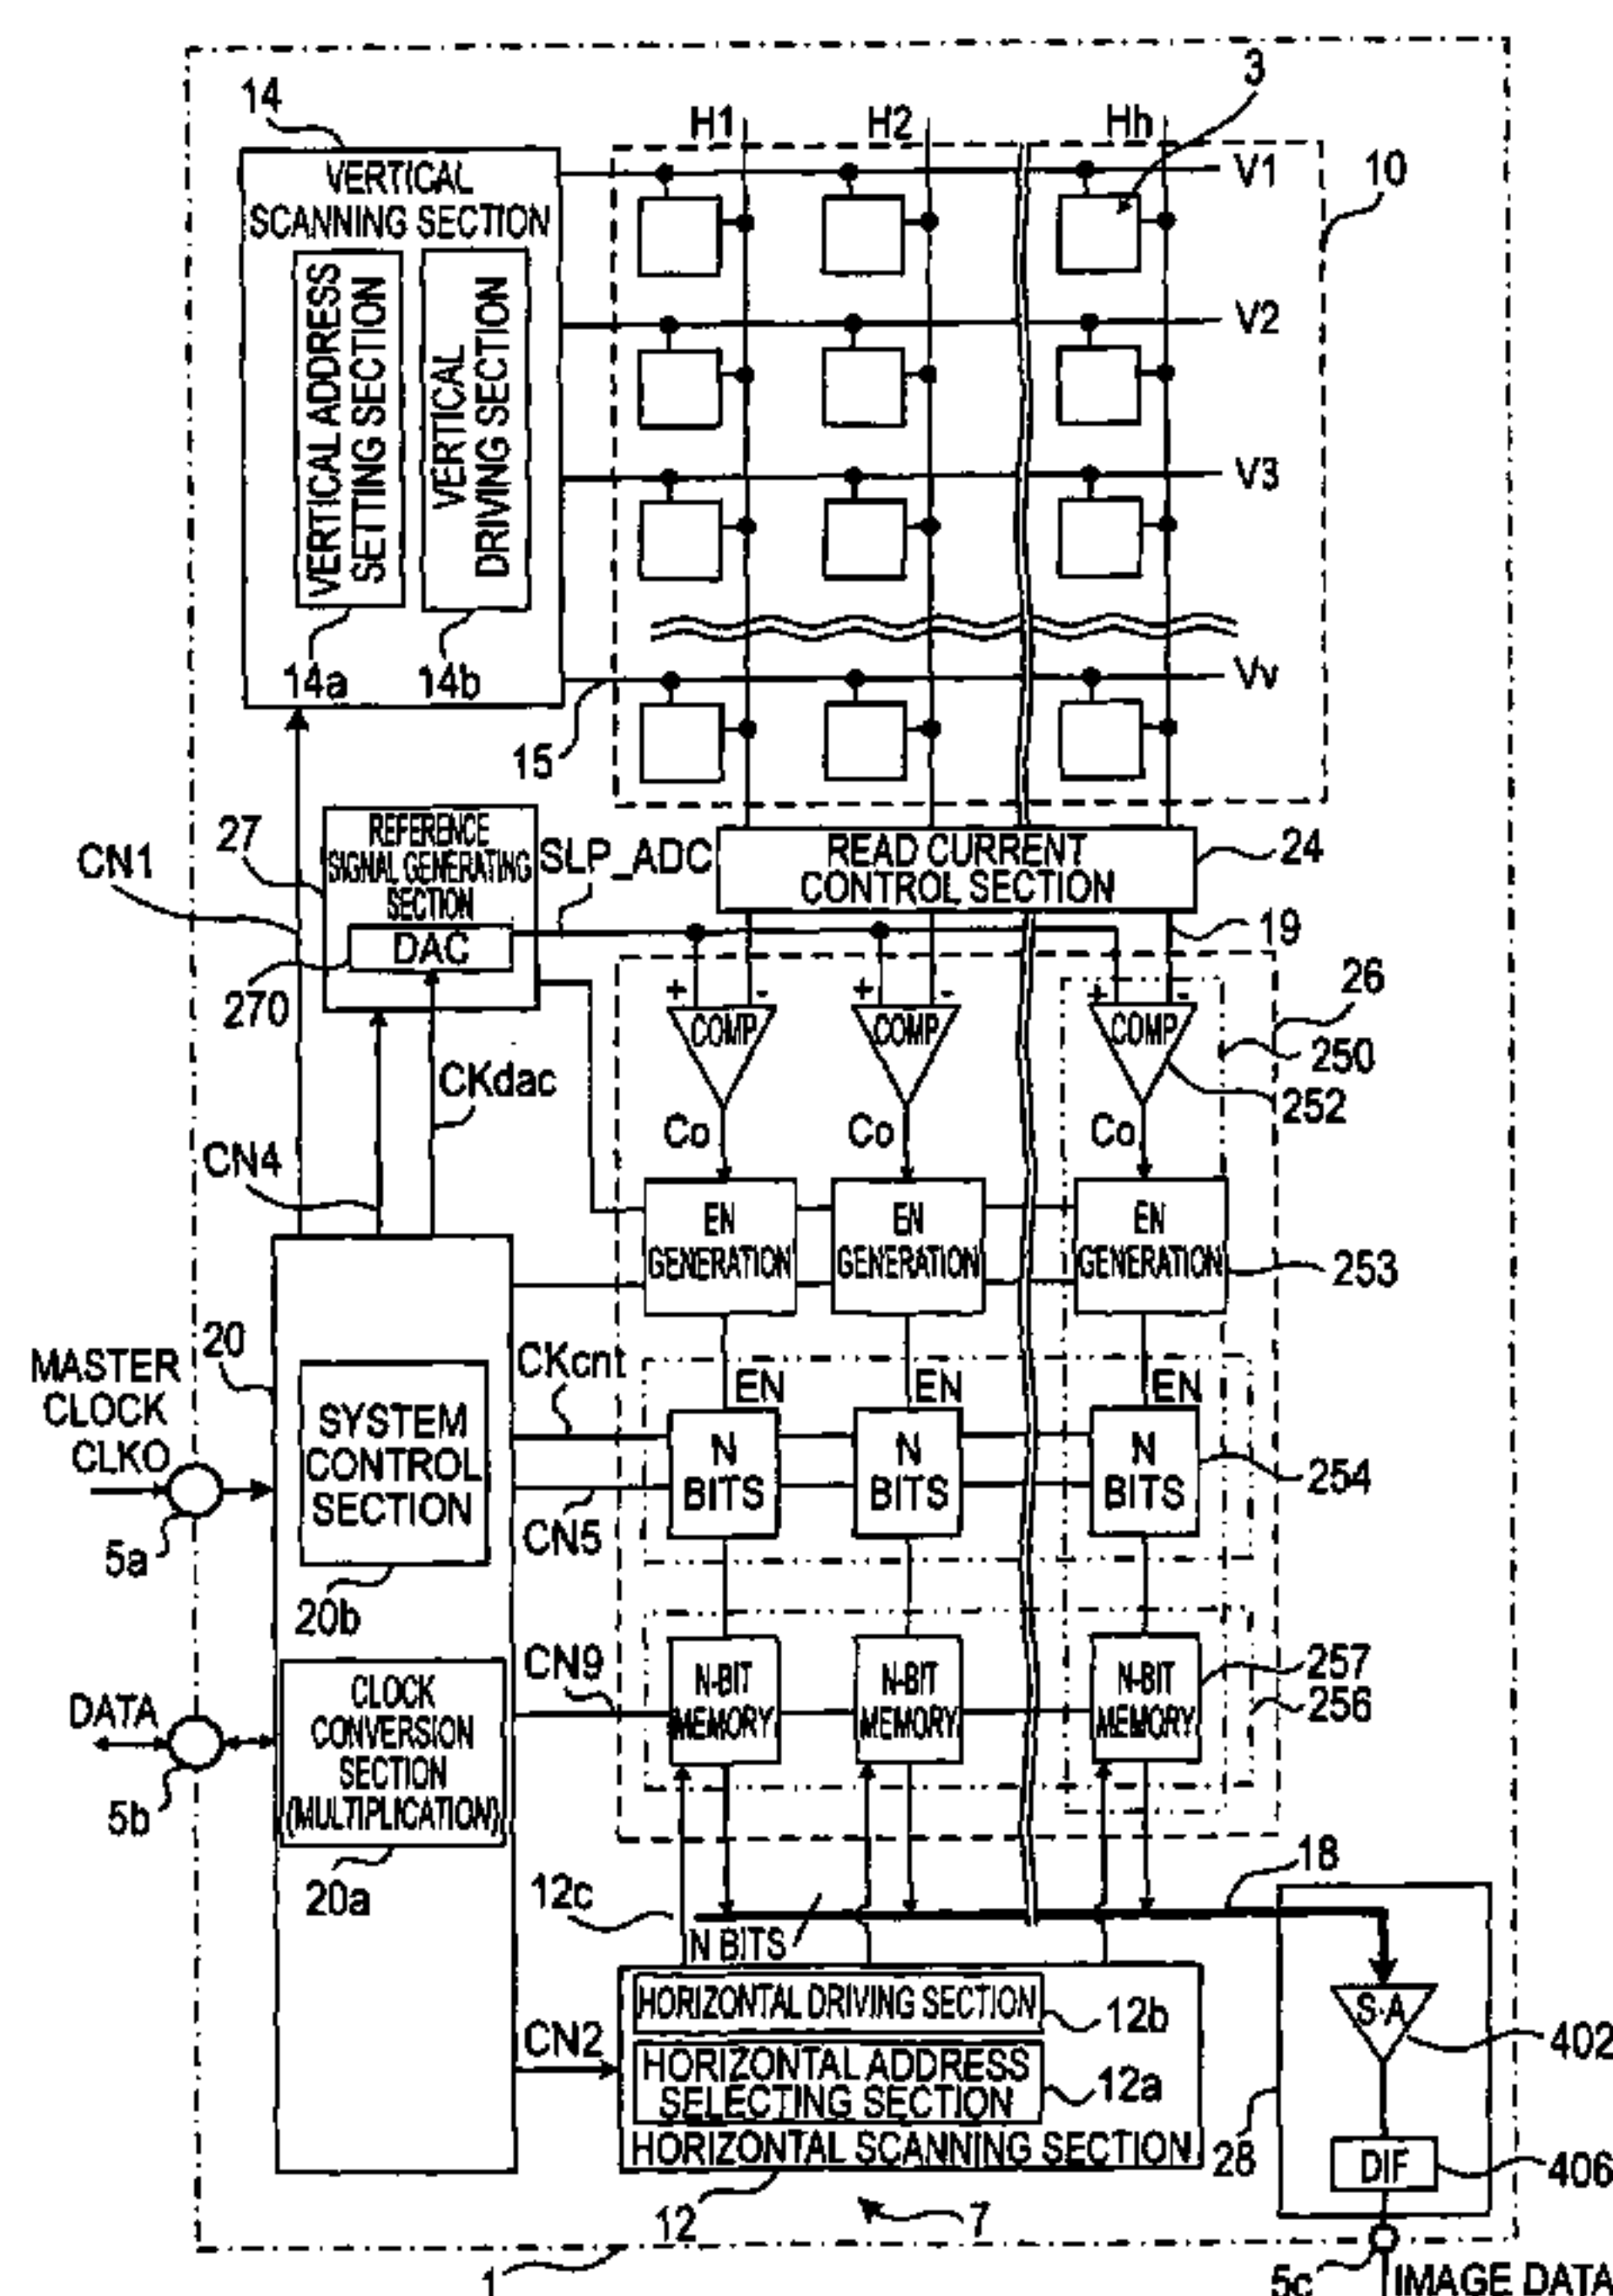 3
14
H1
H2
Hh
VERTICAL
SCANNING SECTION
V1
10
VERTICAL ADDRESS
SETTING SECTION
VERTICAL
DRIVING SECTION
V2
V3
14a
14b
Vv
15
27
REFERENCE
SIGNAL GENERATING
SECTION
SLP_ADC
READ CURRENT
CONTROL SECTION
24
CN1
DAC
19
270
+
-
+
-
+
-
26
COMP
COMP
COMP
250
CKdac
252
Co
Co
Co
CN4
EN
GENERATION
EN
GENERATION
EN
GENERATION
253
20
MASTER
CLOCK
CLKO
CKcnt
EN
EN
EN
SYSTEM
CONTROL
SECTION
N
BITS
N
BITS
N
BITS
254
CN5
5a
20b
CN9
N-BIT
MEMORY
N-BIT
MEMORY
N-BIT
MEMORY
257
256
DATA
CLOCK
CONVERSION
SECTION
(MULTIPLICATION)
5b
20a
12c
18
N BITS
HORIZONTAL DRIVING SECTION
12b
S·A
402
CN2
HORIZONTAL ADDRESS
SELECTING SECTION
12a
HORIZONTAL SCANNING SECTION
28
DIF
406
12
7
1
5c
IMAGE DATA